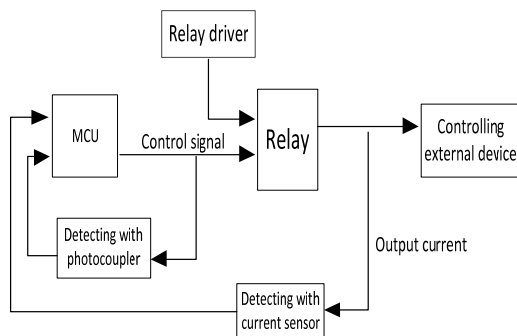 Relay driver
MCU
Control signal
Relay
Controlling
external device
Detecting with
photocoupler
Output current
Detecting with
current sensor